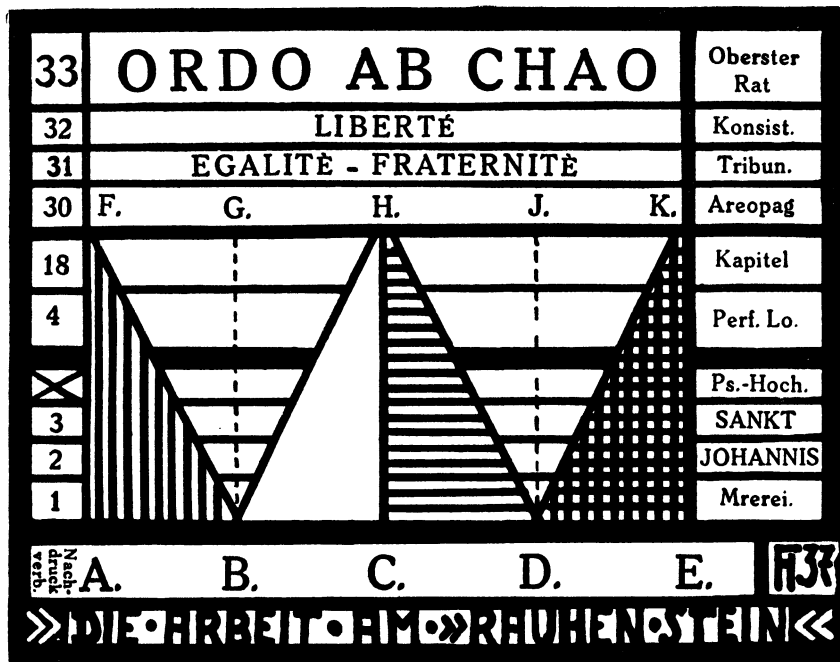 33 ORDO AB CHAO Oberster Rat
32 LIBERTÉ Konsist.
31 EGALITÈ - FRATERNITÈ Tribun.
30 F. G. H. J. K. Areopag
18 Kapitel
4 Perf. Lo.
Ps.-Hoch.
3 SANKT
2 JOHANNIS
1 Mrerei.
Nach-
druck
verb.
A. B. C. D. E. H37
»DIE·ARBEIT·AM·»RAUHEN·STEIN«